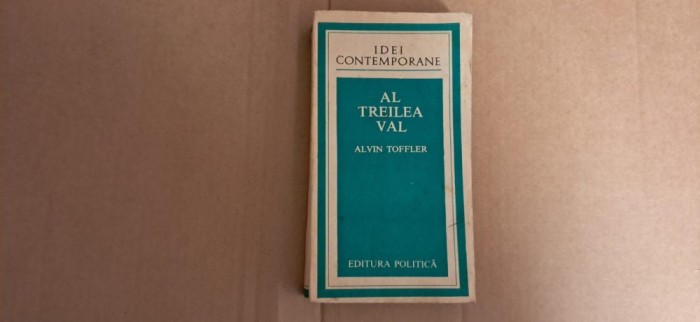 IDEI
CONTEMPORANE
AL
TREILEA
VAL
ALVIN TOFFLER
EDITURA POLITICĂ